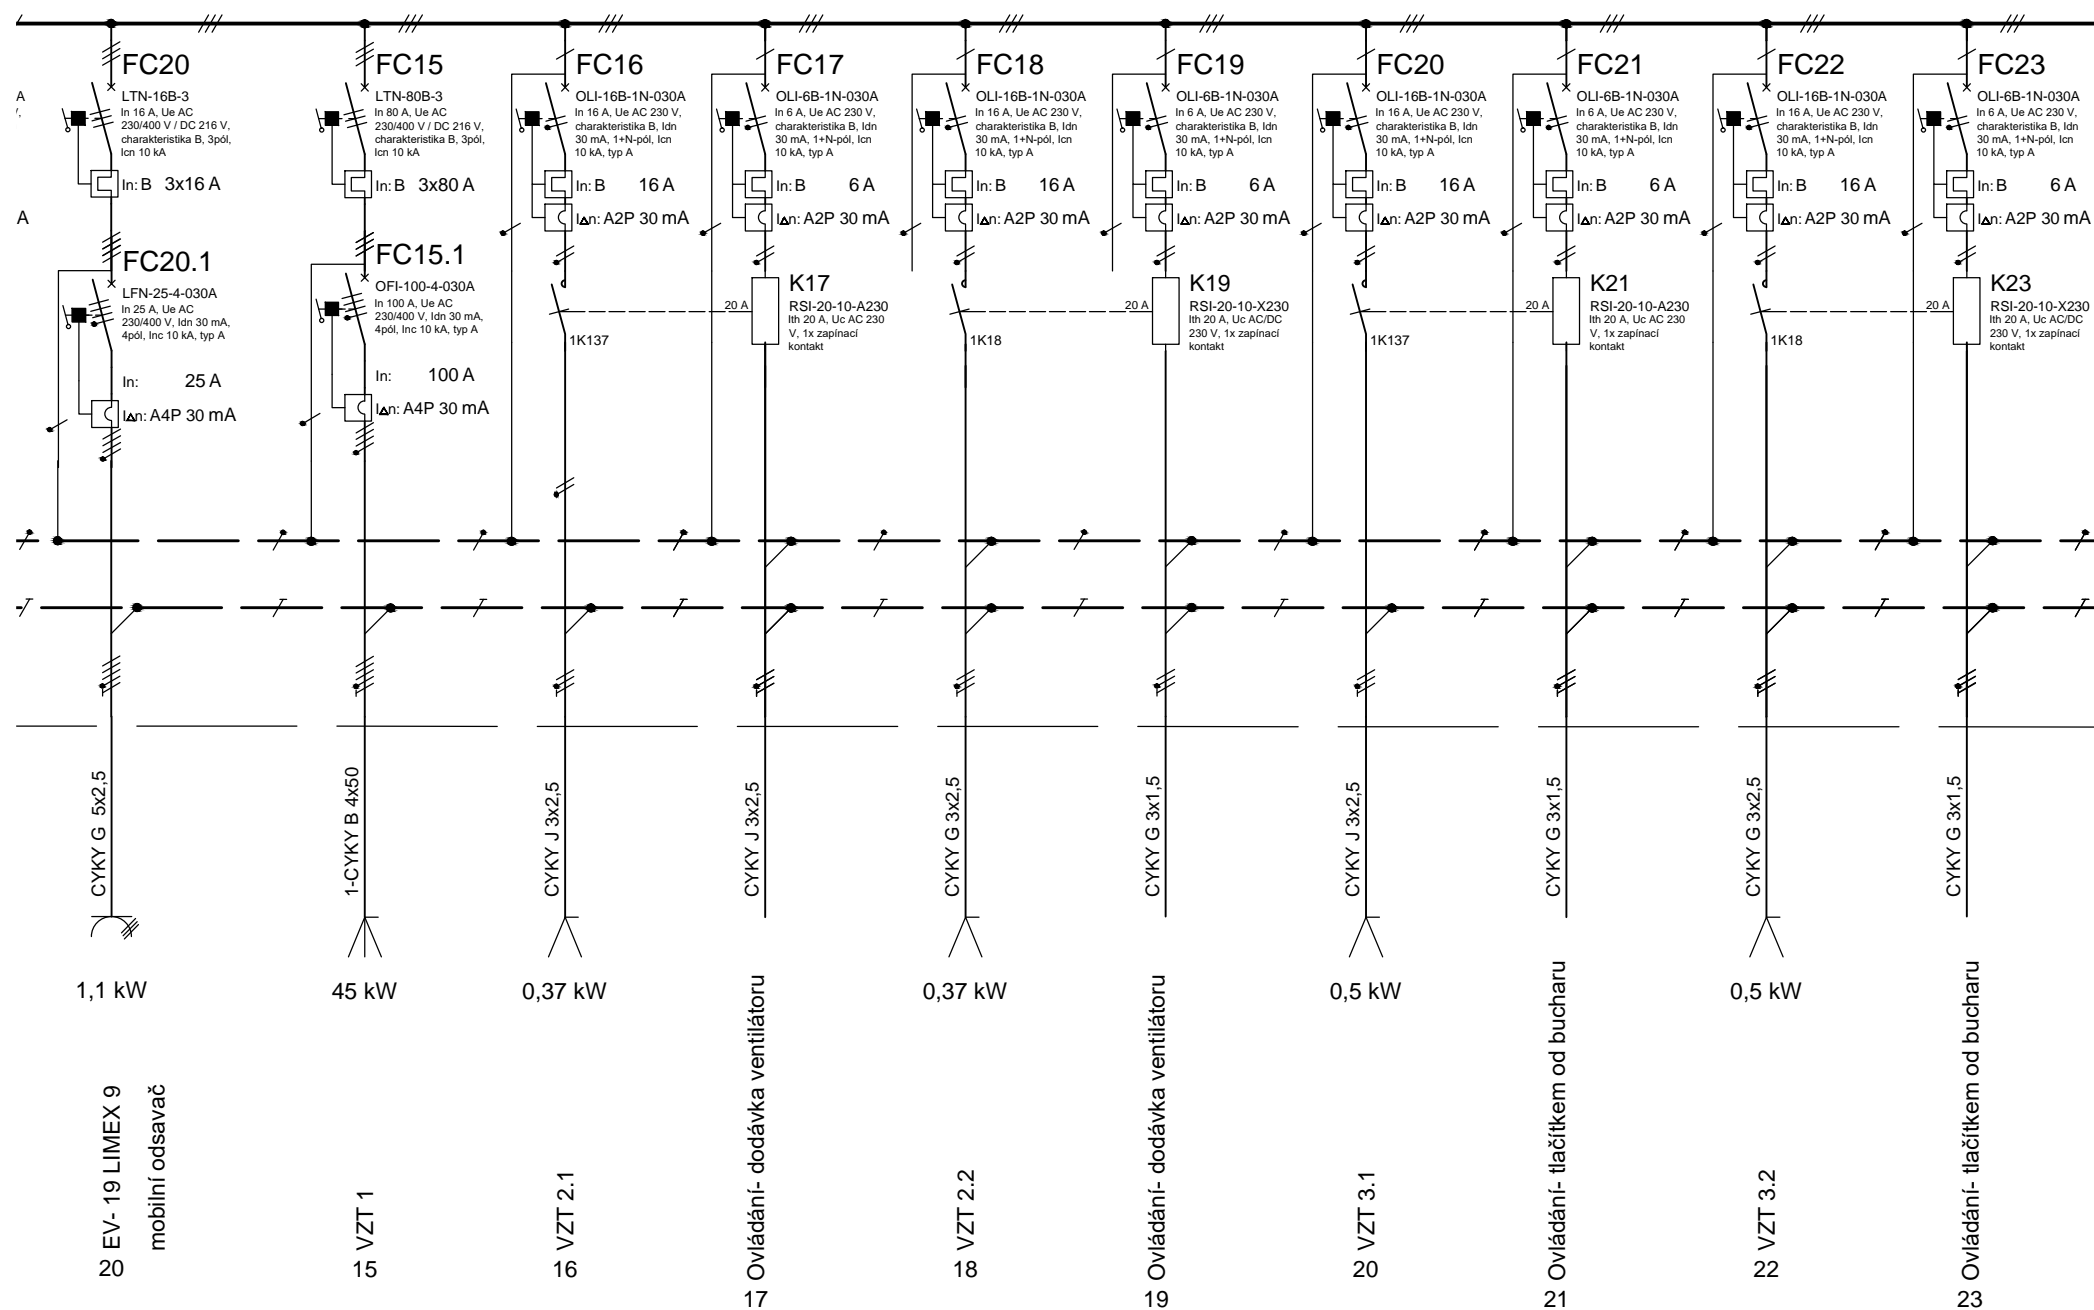 A
V,
A
FC20
LTN-16B-3
In 16 A, Ue AC
230/400 V / DC 216 V,
charakteristika B, 3pól,
Icn 10 kA
In: B 3x16 A
FC20.1
LFN-25-4-030A
In 25 A, Ue AC
230/400 V, Idn 30 mA,
4pól, Inc 10 kA, typ A
In: 25 A
I∆n: A4P 30 mA
CYKY G 5x2,5
1,1 kW
EV- 19 LIMEX 9
mobilní odsavač
20
FC15
LTN-80B-3
In 80 A, Ue AC
230/400 V / DC 216 V,
charakteristika B, 3pól,
Icn 10 kA
In: B 3x80 A
FC15.1
OFI-100-4-030A
In 100 A, Ue AC
230/400 V, Idn 30 mA,
4pól, Inc 10 kA, typ A
In: 100 A
I∆n: A4P 30 mA
1-CYKY B 4x50
45 kW
VZT 1
15
FC16
OLI-16B-1N-030A
In 16 A, Ue AC 230 V,
charakteristika B, Idn
30 mA, 1+N-pól, Icn
10 kA, typ A
In: B 16 A
I∆n: A2P 30 mA
1K137
CYKY J 3x2,5
0,37 kW
VZT 2.1
16
FC17
OLI-6B-1N-030A
In 6 A, Ue AC 230 V,
charakteristika B, Idn
30 mA, 1+N-pól, Icn
10 kA, typ A
In: B 6 A
I∆n: A2P 30 mA
20 A
K17
RSI-20-10-A230
Ith 20 A, Uc AC 230
V, 1x zapínací
kontakt
CYKY J 3x2,5
Ovládání- dodávka ventilátoru
17
FC18
OLI-16B-1N-030A
In 16 A, Ue AC 230 V,
charakteristika B, Idn
30 mA, 1+N-pól, Icn
10 kA, typ A
In: B 16 A
I∆n: A2P 30 mA
1K18
CYKY G 3x2,5
0,37 kW
VZT 2.2
18
FC19
OLI-6B-1N-030A
In 6 A, Ue AC 230 V,
charakteristika B, Idn
30 mA, 1+N-pól, Icn
10 kA, typ A
In: B 6 A
I∆n: A2P 30 mA
20 A
K19
RSI-20-10-X230
Ith 20 A, Uc AC/DC
230 V, 1x zapínací
kontakt
CYKY G 3x1,5
Ovládání- dodávka ventilátoru
19
FC20
OLI-16B-1N-030A
In 16 A, Ue AC 230 V,
charakteristika B, Idn
30 mA, 1+N-pól, Icn
10 kA, typ A
In: B 16 A
I∆n: A2P 30 mA
1K137
CYKY J 3x2,5
0,5 kW
VZT 3.1
20
FC21
OLI-6B-1N-030A
In 6 A, Ue AC 230 V,
charakteristika B, Idn
30 mA, 1+N-pól, Icn
10 kA, typ A
In: B 6 A
I∆n: A2P 30 mA
20 A
K21
RSI-20-10-A230
Ith 20 A, Uc AC 230
V, 1x zapínací
kontakt
CYKY G 3x1,5
Ovládání- tlačítkem od bucharu
21
FC22
OLI-16B-1N-030A
In 16 A, Ue AC 230 V,
charakteristika B, Idn
30 mA, 1+N-pól, Icn
10 kA, typ A
In: B 16 A
I∆n: A2P 30 mA
1K18
CYKY G 3x2,5
0,5 kW
VZT 3.2
22
FC23
OLI-6B-1N-030A
In 6 A, Ue AC 230 V,
charakteristika B, Idn
30 mA, 1+N-pól, Icn
10 kA, typ A
In: B 6 A
I∆n: A2P 30 mA
20 A
K23
RSI-20-10-X230
Ith 20 A, Uc AC/DC
230 V, 1x zapínací
kontakt
CYKY G 3x1,5
Ovládání- tlačítkem od bucharu
23